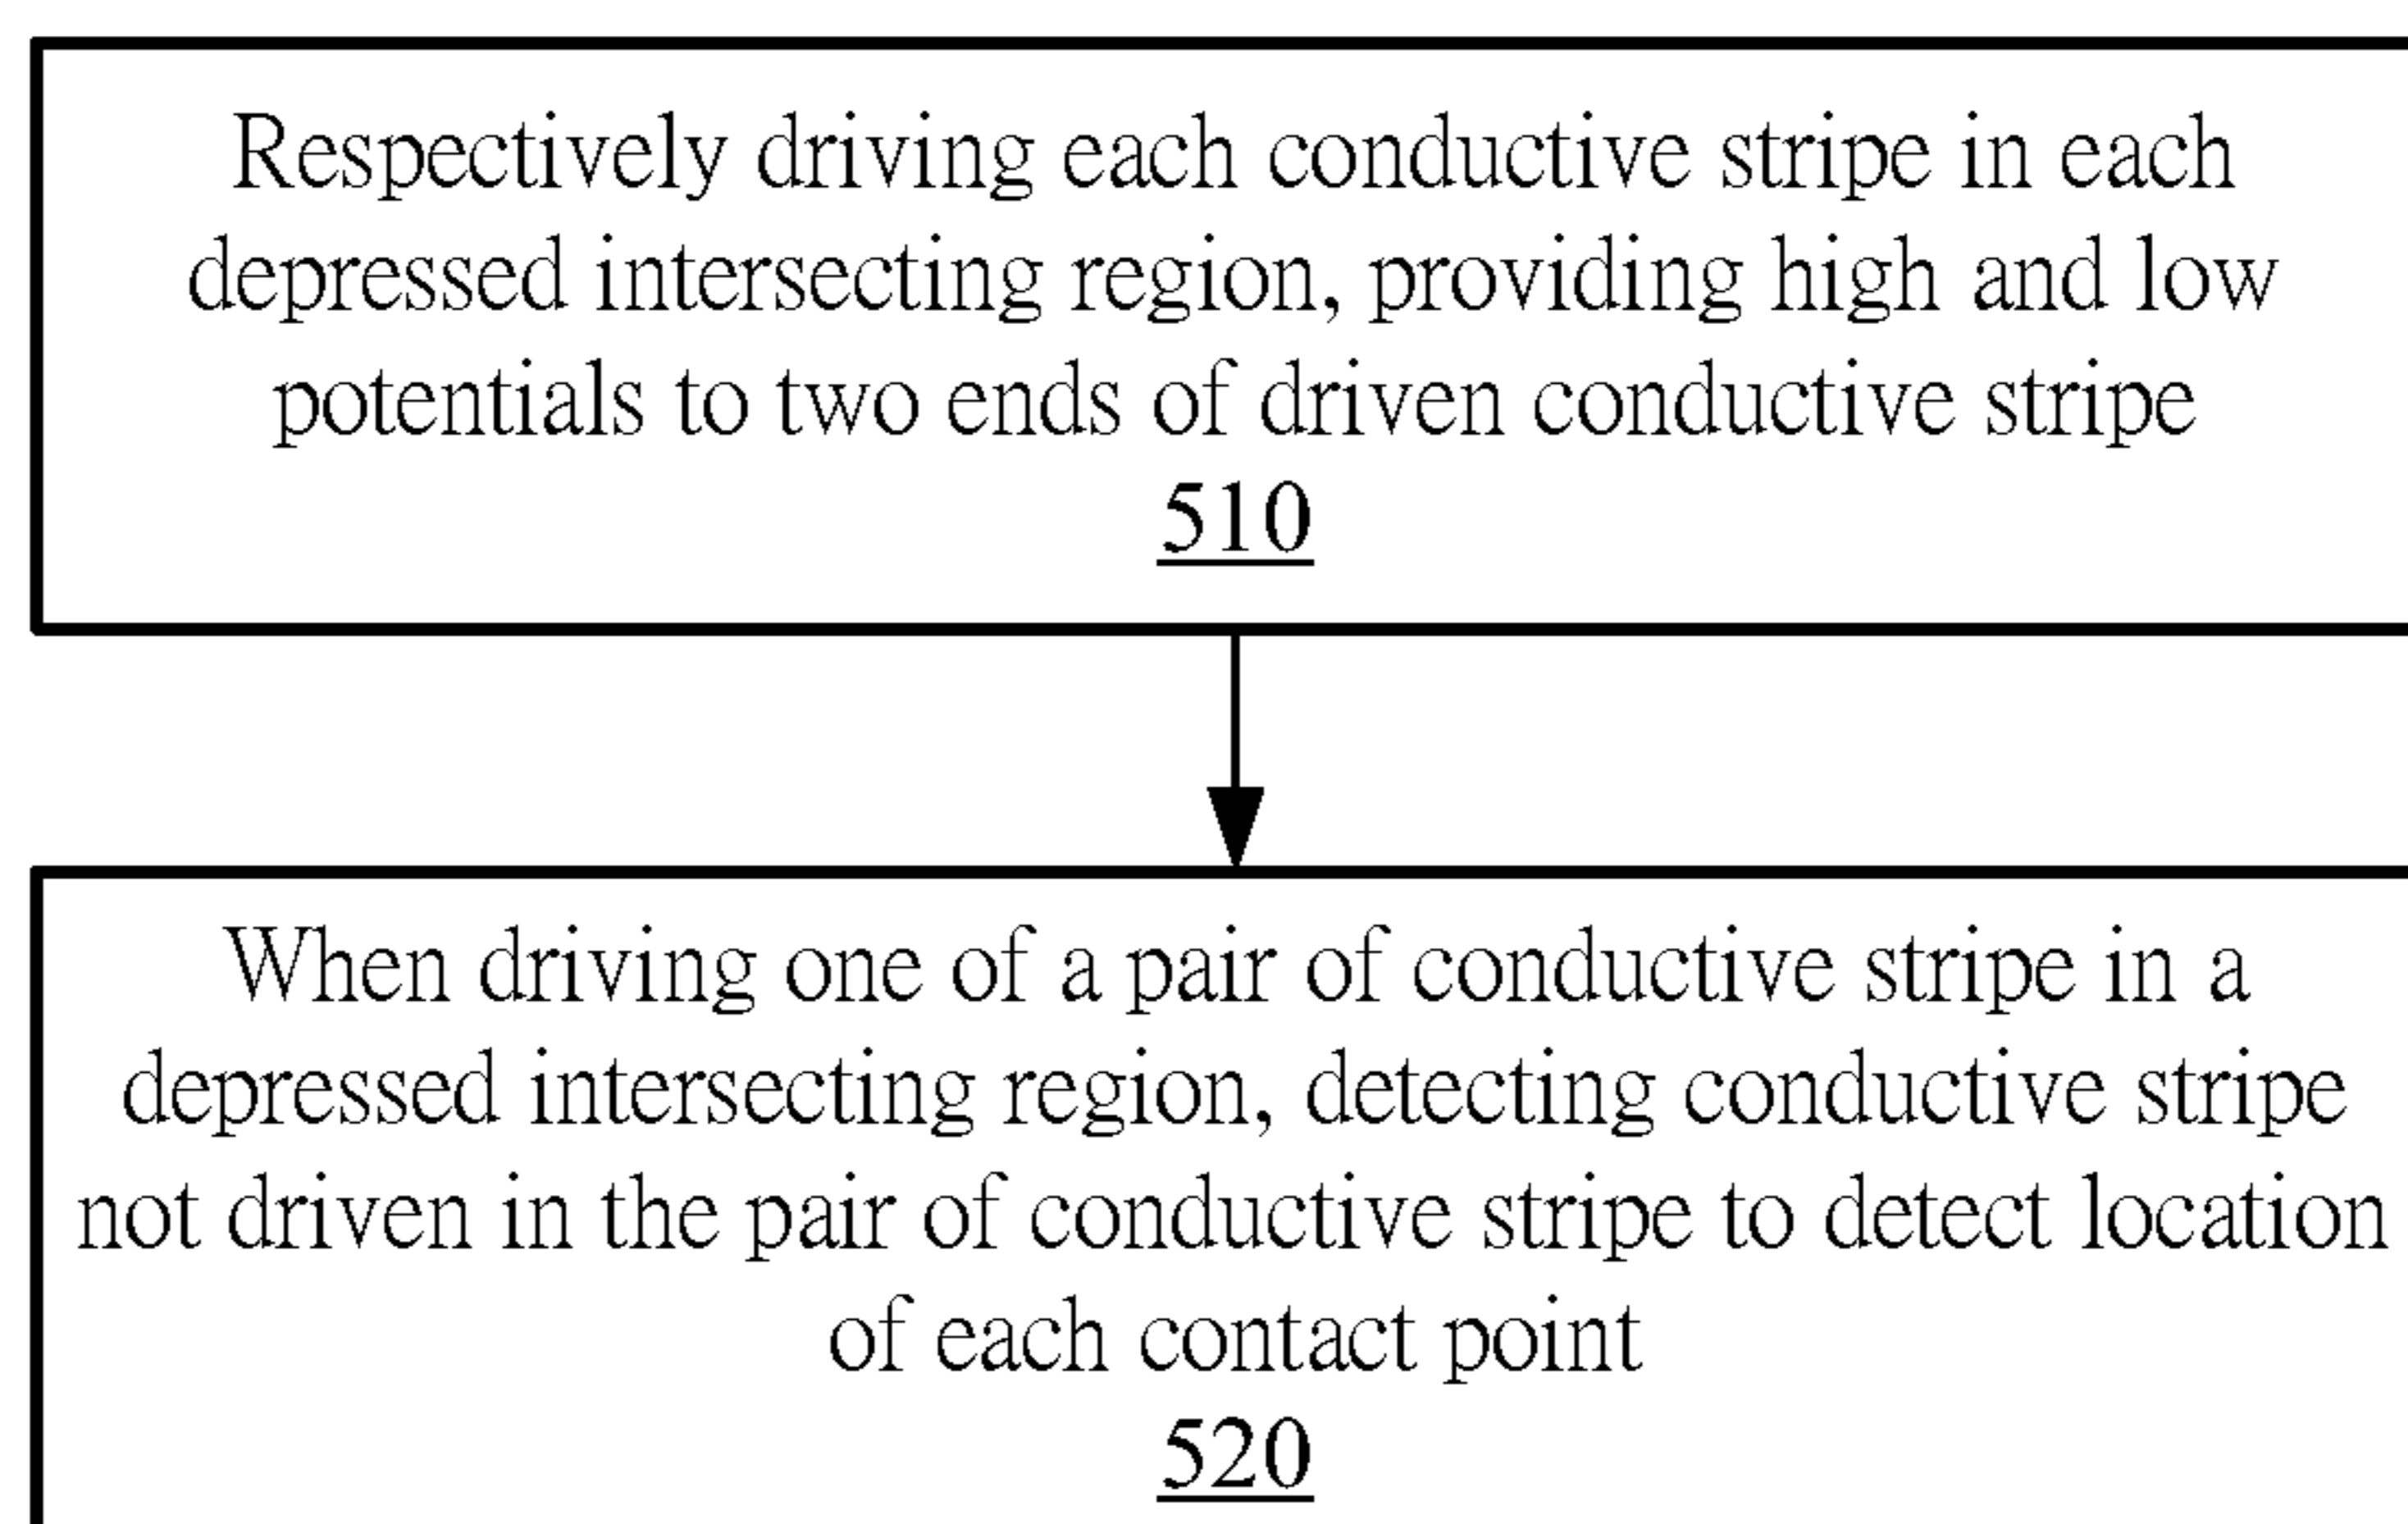 Respectively driving each conductive stripe in each
depressed intersecting region, providing high and low
potentials to two ends of driven conductive stripe
510
When driving one of a pair of conductive stripe in a
depressed intersecting region, detecting conductive stripe
not driven in the pair of conductive stripe to detect location
of each contact point
520